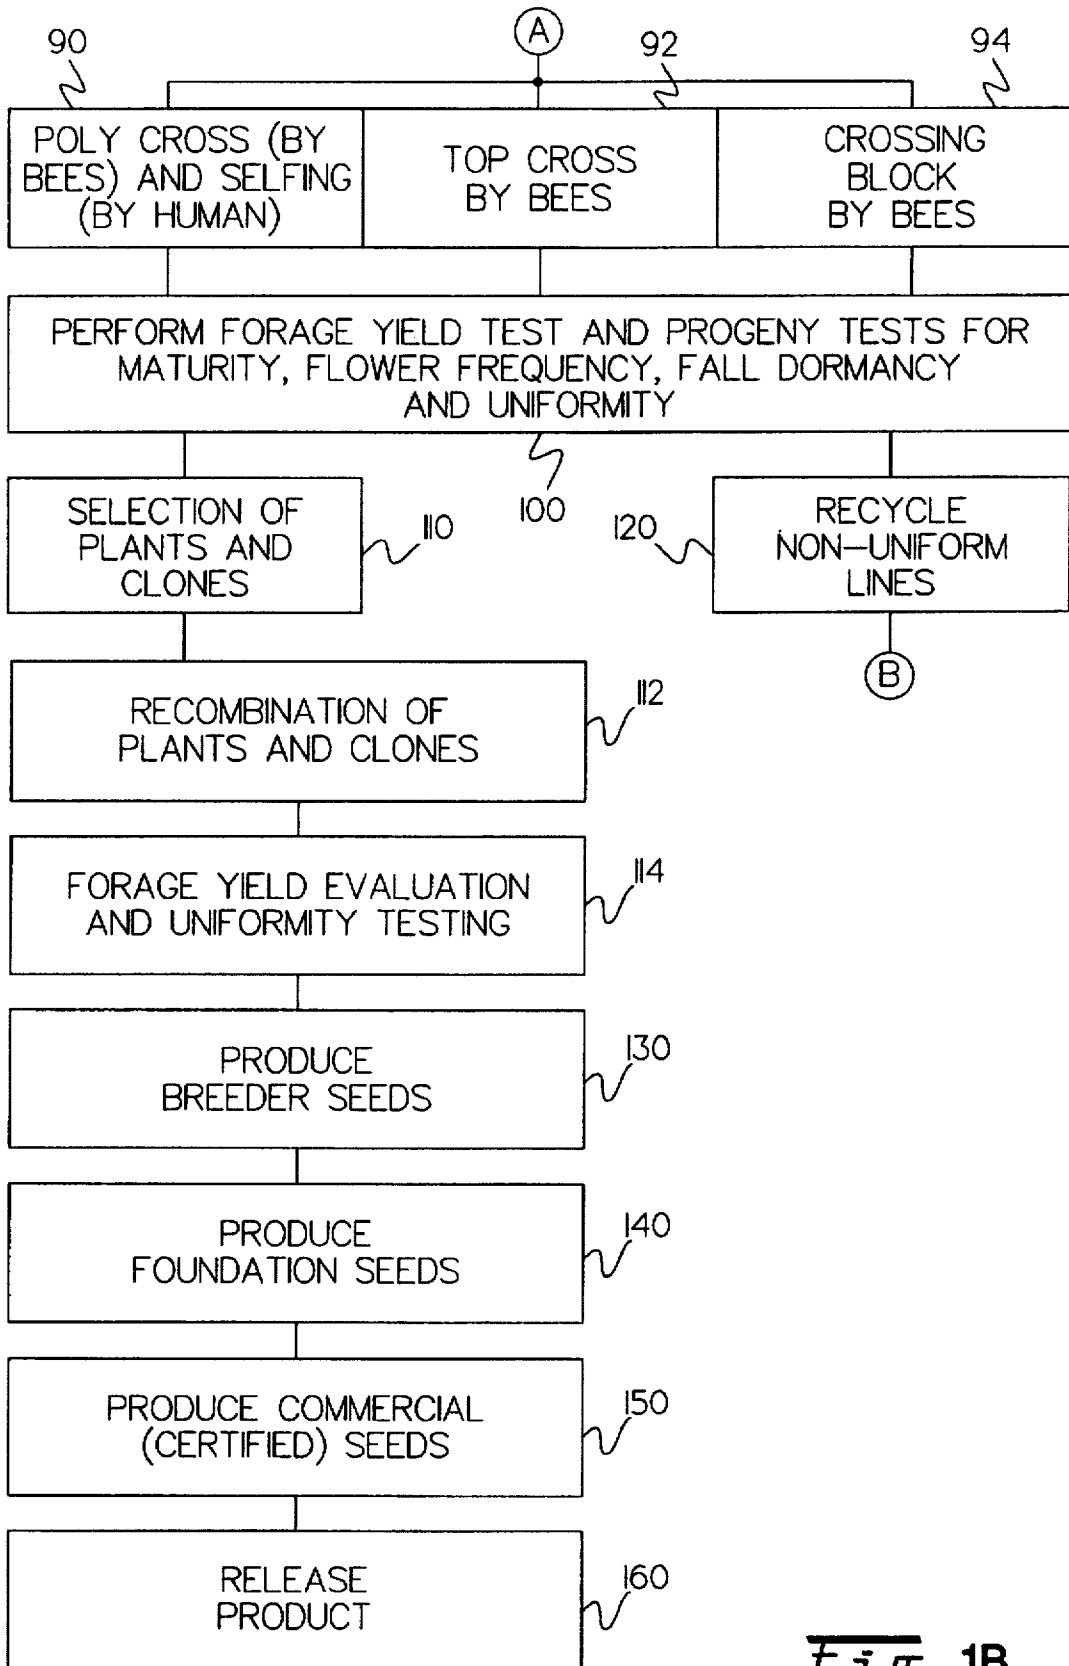 A
90
92
94
POLY CROSS (BY
BEES) AND SELFING
(BY HUMAN)
TOP CROSS
BY BEES
CROSSING
BLOCK
BY BEES
PERFORM FORAGE YIELD TEST AND PROGENY TESTS FOR
MATURITY, FLOWER FREQUENCY, FALL DORMANCY
AND UNIFORMITY
100
SELECTION OF
PLANTS AND
CLONES
110
120
RECYCLE
NON-UNIFORM
LINES
B
RECOMBINATION OF
PLANTS AND CLONES
112
FORAGE YIELD EVALUATION
AND UNIFORMITY TESTING
114
PRODUCE
BREEDER SEEDS
130
PRODUCE
FOUNDATION SEEDS
140
PRODUCE COMMERCIAL
(CERTIFIED) SEEDS
150
RELEASE
PRODUCT
160
Fig 1B